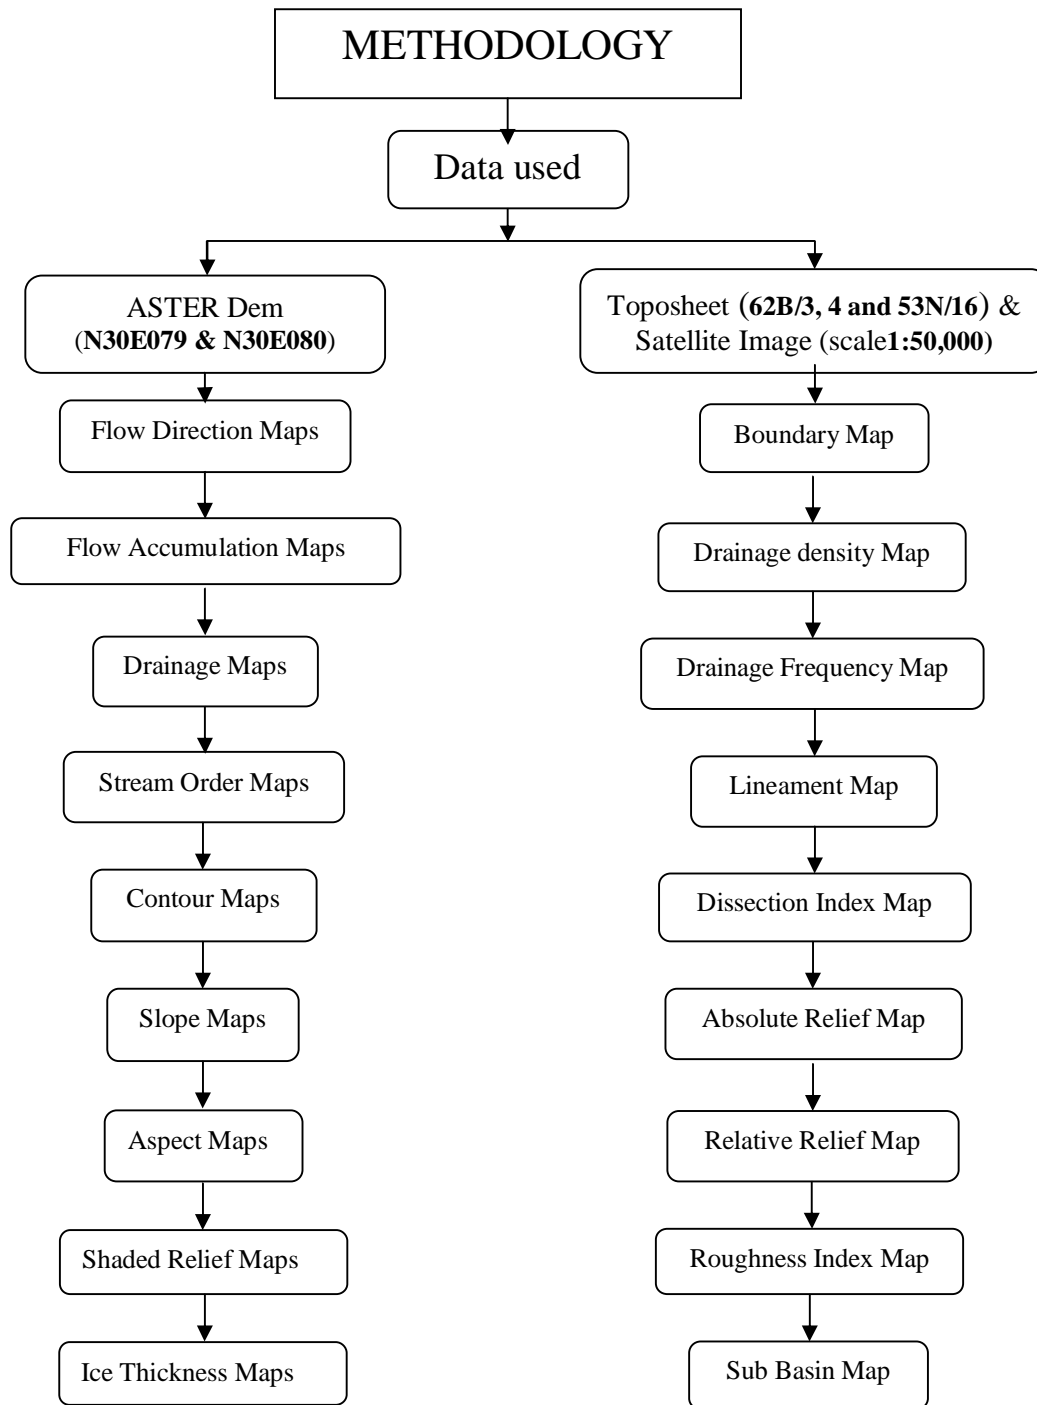 METHODOLOGY
Data used
ASTER Dem
(N30E079 & N30E080)
Flow Direction Maps
Flow Accumulation Maps
Drainage Maps
Stream Order Maps
Contour Maps
Slope Maps
Aspect Maps
Shaded Relief Maps
Ice Thickness Maps
Toposheet (62B/3, 4 and 53N/16) &
Satellite Image (scale1:50,000)
Boundary Map
Drainage density Map
Drainage Frequency Map
Lineament Map
Dissection Index Map
Absolute Relief Map
Relative Relief Map
Roughness Index Map
Sub Basin Map